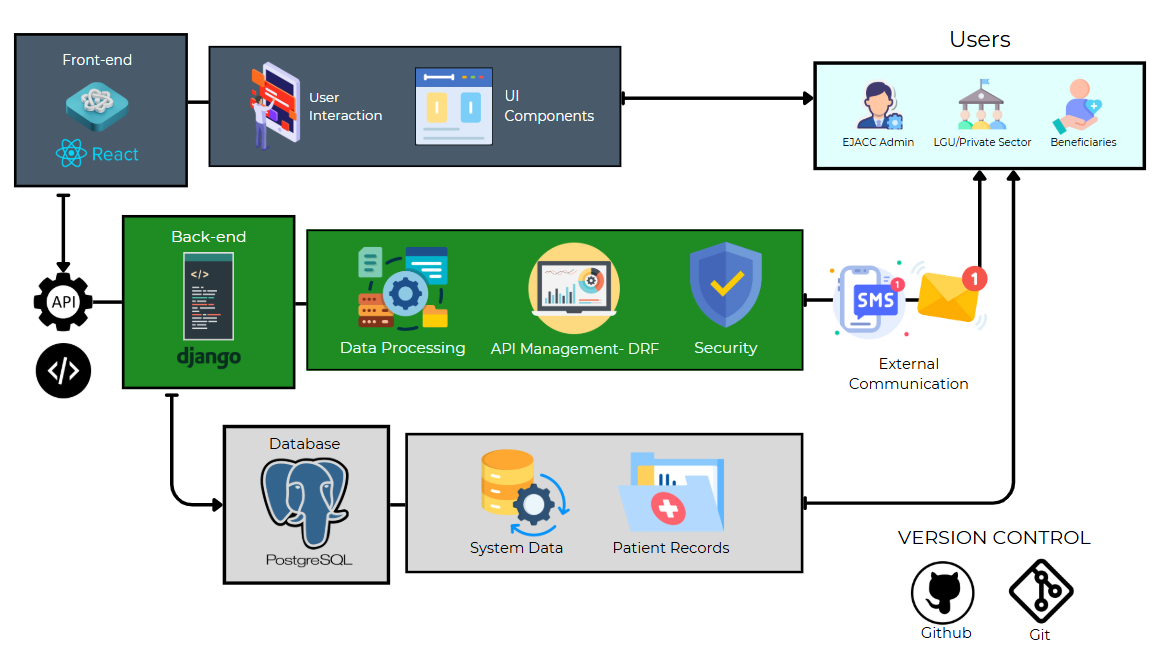 Users
Front-end
React
User
Interaction
UI
Components
EJACC Admin
LGU/Private Sector
Beneficiaries
API
</>
Back-end
</>
django
Data Processing
API Management- DRF
Security
SMS
1
1
External
Communication
Database
PostgreSQL
System Data
Patient Records
VERSION CONTROL
Github
Git